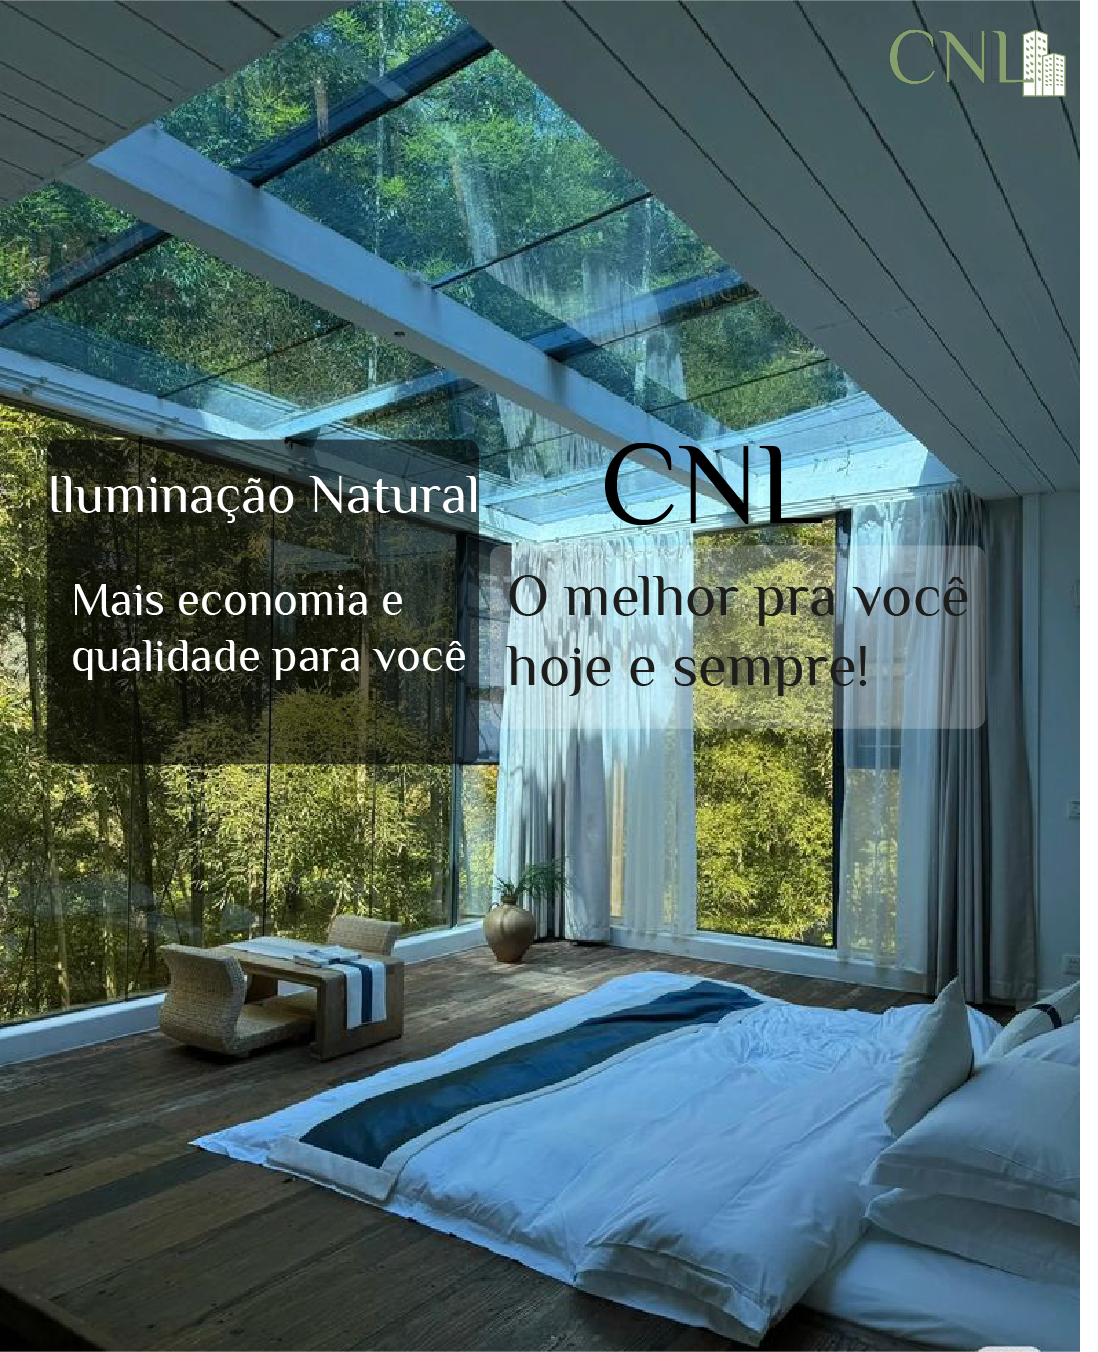 CNL
Iluminação Natural
Mais economia e
qualidade para você
CNL
O melhor pra você
hoje e sempre!